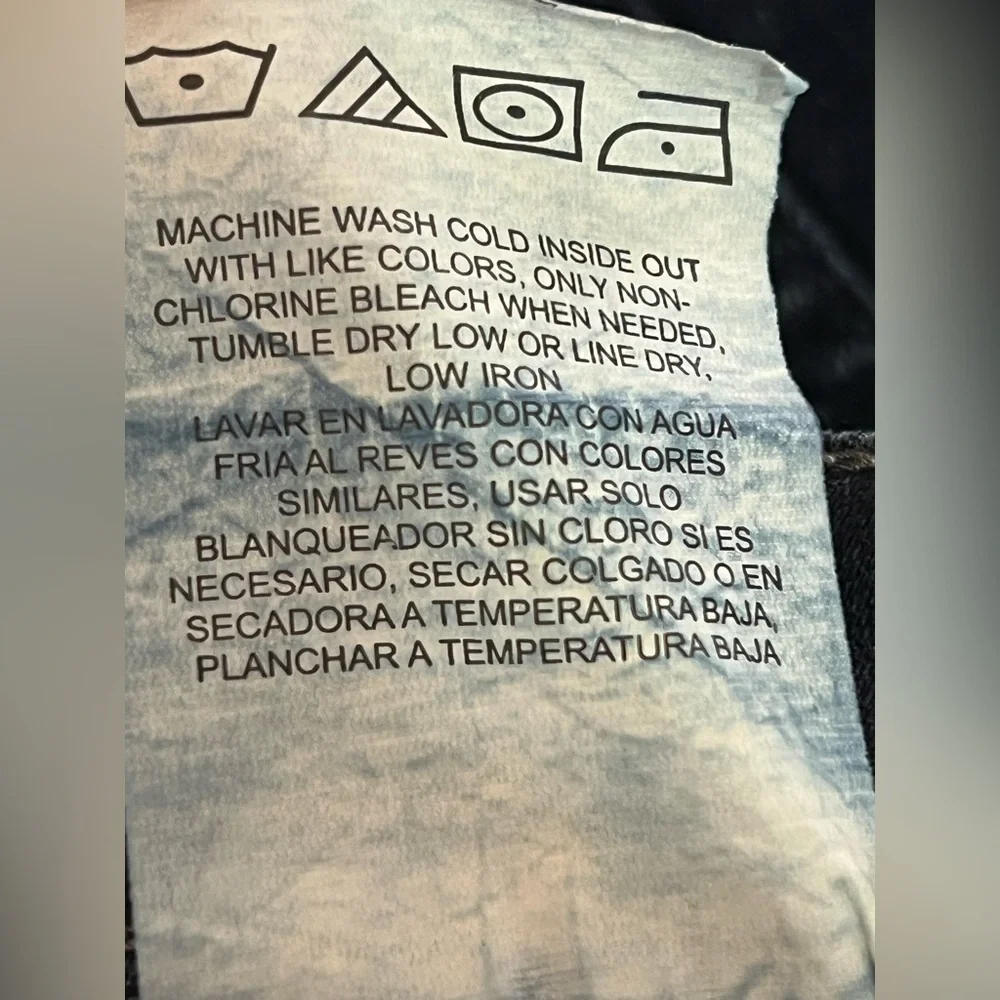 MACHINE WASH COLD INSIDE OUT
WITH LIKE COLORS, ONLY NON-
CHLORINE BLEACH WHEN NEEDED,
TUMBLE DRY LOW OR LINE DRY,
LOW IRON
LAVAR EN LAVADORA CON AGUA
FRIA AL REVES CON COLORES
SIMILARES, USAR SOLO
BLANQUEADOR SIN CLORO SI ES
NECESARIO, SECAR COLGADO O EN
SECADORA A TEMPERATURA BAJA,
PLANCHAR A TEMPERATURA BAJA